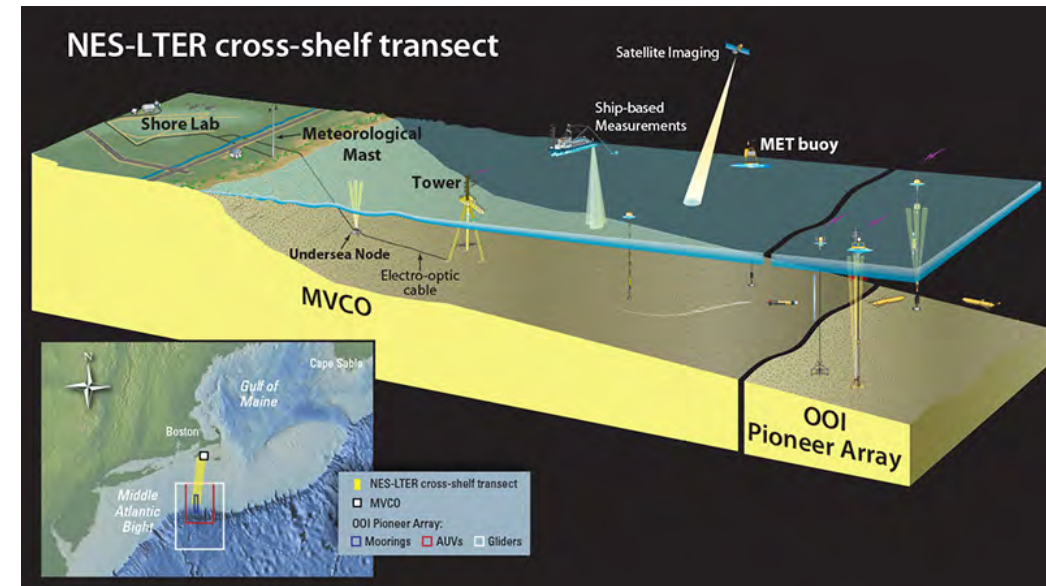 NES-LTER cross-shelf transect
Satellite Imaging
Ship-based
Measurements
Shore Lab
Meteorological
Mast
MET buoy
Tower
Undersea Node
Electro-optic
cable
MVCO
OOI
Pioneer Array
N
Cape Sable
Gulf of
Maine
Boston
Middle
Atlantic
Bight
NES-LTER cross-shelf transect
MVCO
OOI Pioneer Array:
Moorings AUVs Gliders